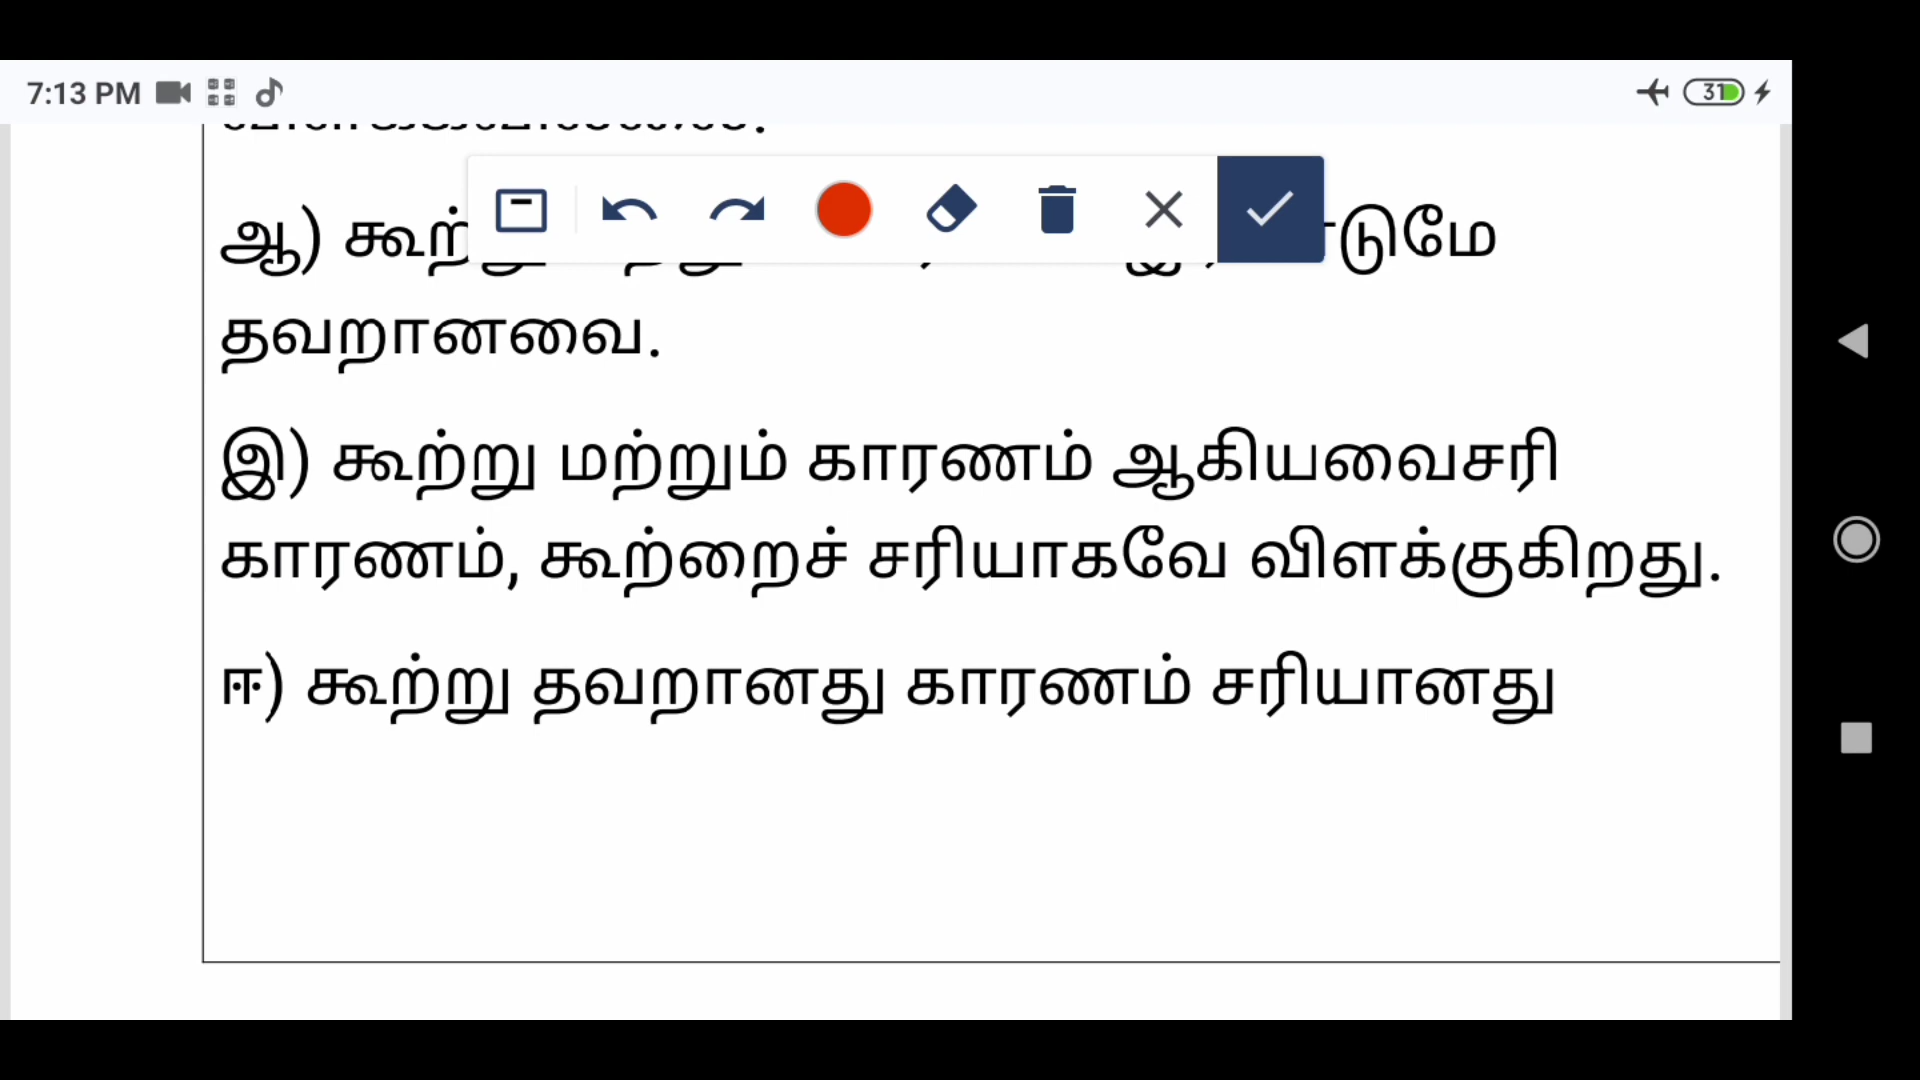 7:13 PM
31
ஆ) கூற் டுமே
தவறானவை.
இ) கூற்று மற்றும் காரணம் ஆகியவைசரி
காரணம், கூற்றைச் சரியாகவே விளக்குகிறது.
ஈ) கூற்று தவறானது காரணம் சரியானது